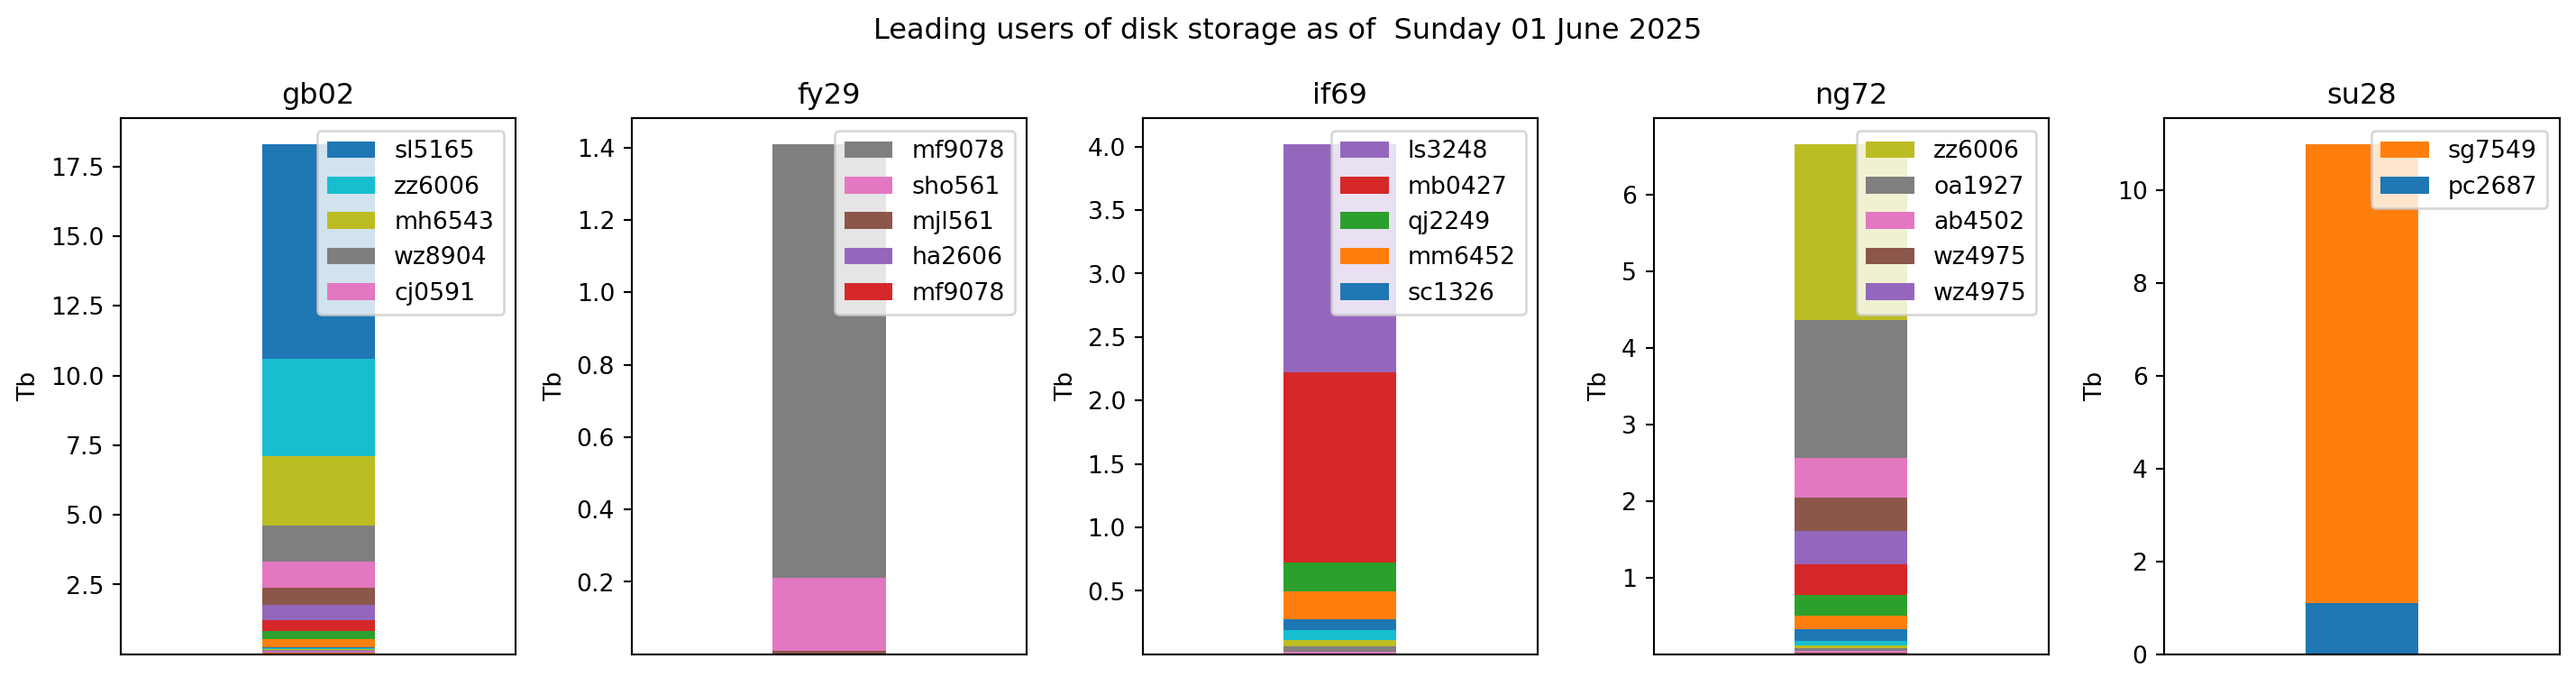 Leading users of disk storage as of  Sunday 01 June 2025
gb02
Tb
17.5
15.0
12.5
10.0
7.5
5.0
2.5
sl5165
zz6006
mh6543
wz8904
cj0591
fy29
Tb
1.4
1.2
1.0
0.8
0.6
0.4
0.2
mf9078
sho561
mjl561
ha2606
mf9078
if69
Tb
4.0
3.5
3.0
2.5
2.0
1.5
1.0
0.5
ls3248
mb0427
qj2249
mm6452
sc1326
ng72
Tb
6
5
4
3
2
1
zz6006
oa1927
ab4502
wz4975
wz4975
su28
Tb
10
8
6
4
2
0
sg7549
pc2687